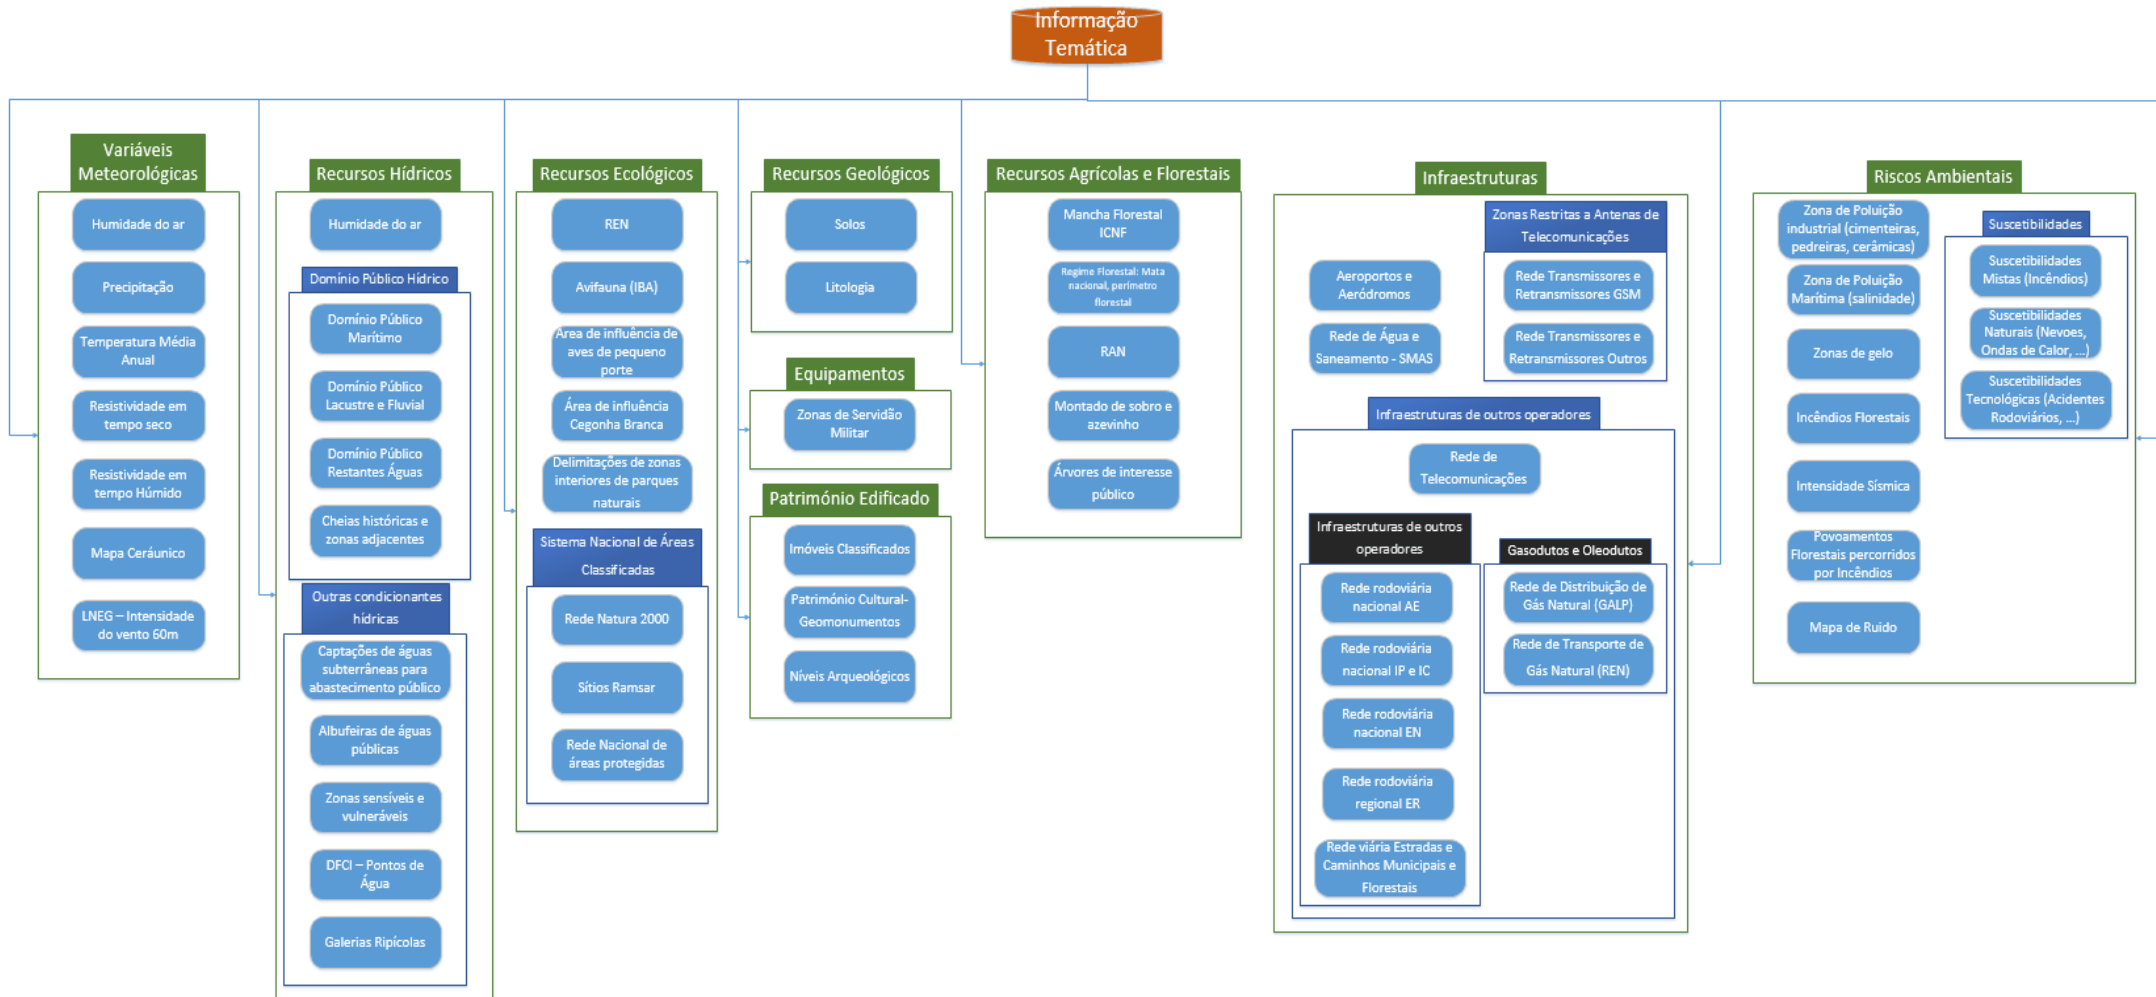 Informação
Temática
Variáveis
Meteorológicas
Humidade do ar
Precipitação
Temperatura Média
Anual
Resistividade em
tempo seco
Resistividade em
tempo Húmido
Mapa Ceráunico
LNEG – Intensidade
do vento 60m
Recursos Hídricos
Humidade do ar
Domínio Público Hídrico
Domínio Público
Marítimo
Domínio Público
Lacustre e Fluvial
Domínio Público
Restantes Águas
Cheias históricas e
zonas adjacentes
Outras condicionantes
hídricas
Captações de águas
subterrâneas para
abastecimento público
Albufeiras de águas
públicas
Zonas sensíveis e
vulneráveis
DFCI – Pontos de
Água
Galerias Ripícolas
Recursos Ecológicos
REN
Avifauna (IBA)
Área de influência de
aves de pequeno
porte
Área de influência
Cegonha Branca
Delimitações de zonas
interiores de parques
naturais
Sistema Nacional de Áreas
Classificadas
Rede Natura 2000
Sítios Ramsar
Rede Nacional de
áreas protegidas
Recursos Geológicos
Solos
Litologia
Equipamentos
Zonas de Servidão
Militar
Património Edificado
Imóveis Classificados
Património Cultural-
Geomonumentos
Níveis Arqueológicos
Recursos Agrícolas e Florestais
Mancha Florestal
ICNF
Regime Florestal: Mata
nacional, perímetro
florestal
RAN
Montado de sobro e
azevinho
Árvores de interesse
público
Infraestruturas
Zonas Restritas a Antenas de
Telecomunicações
Aeroportos e
Aeródromos
Rede Transmissores e
Retransmissores GSM
Rede de Água e
Saneamento - SMAS
Rede Transmissores e
Retransmissores Outros
Infraestruturas de outros operadores
Rede de
Telecomunicações
Infraestruturas de outros
operadores
Rede rodoviária
nacional AE
Rede rodoviária
nacional IP e IC
Rede rodoviária
nacional EN
Rede rodoviária
regional ER
Rede viária Estradas e
Caminhos Municipais e
Florestais
Gasodutos e Oleodutos
Rede de Distribuição de
Gás Natural (GALP)
Rede de Transporte de
Gás Natural (REN)
Riscos Ambientais
Zona de Poluição
industrial (cimenteiras,
pedreiras, cerâmicas)
Zona de Poluição
Marítima (salinidade)
Zonas de gelo
Incêndios Florestais
Intensidade Sísmica
Povoamentos
Florestais percorridos
por Incêndios
Mapa de Ruido
Suscetibilidades
Suscetibilidades
Mistas (Incêndios)
Suscetibilidades
Naturais (Nevoes,
Ondas de Calor, ...)
Suscetibilidades
Tecnológicas (Acidentes
Rodoviários, ...)